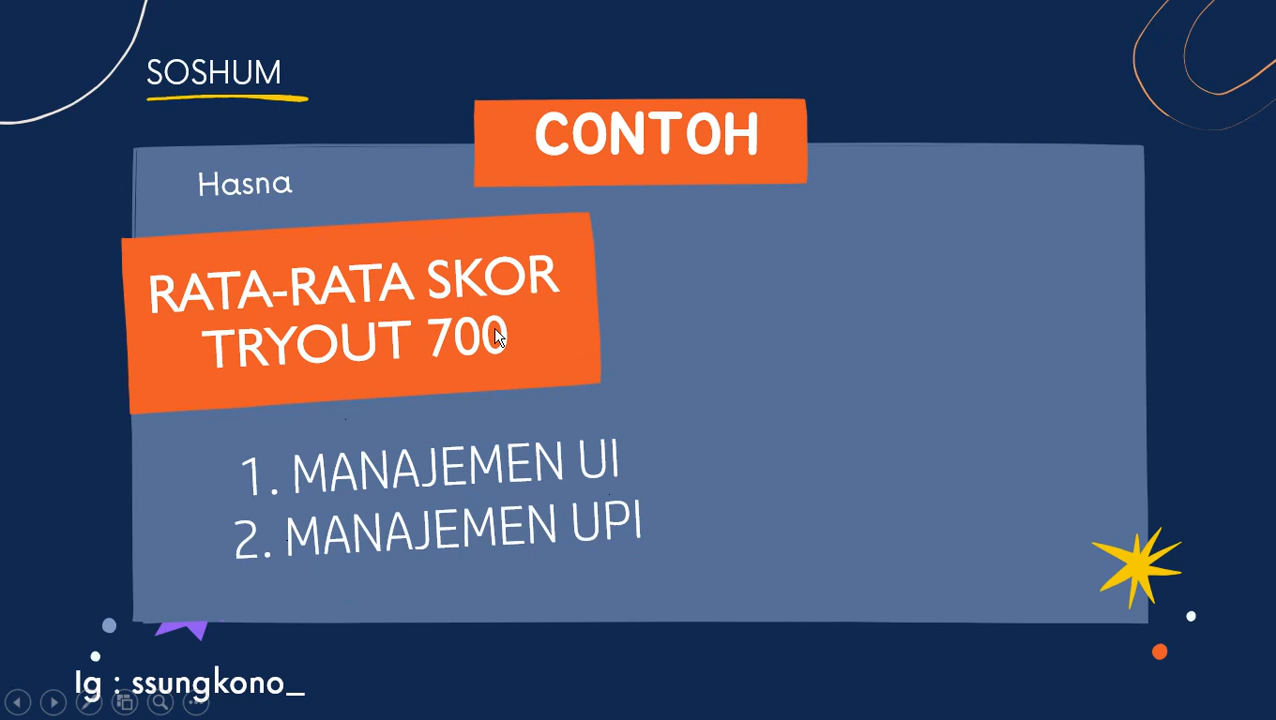 SOSHUM
CONTOH
Hasna
RATA-RATA SKOR
TRYOUT 700
1. MANAJEMEN UI
2. MANAJEMEN UPI
Ig : ssungkono_